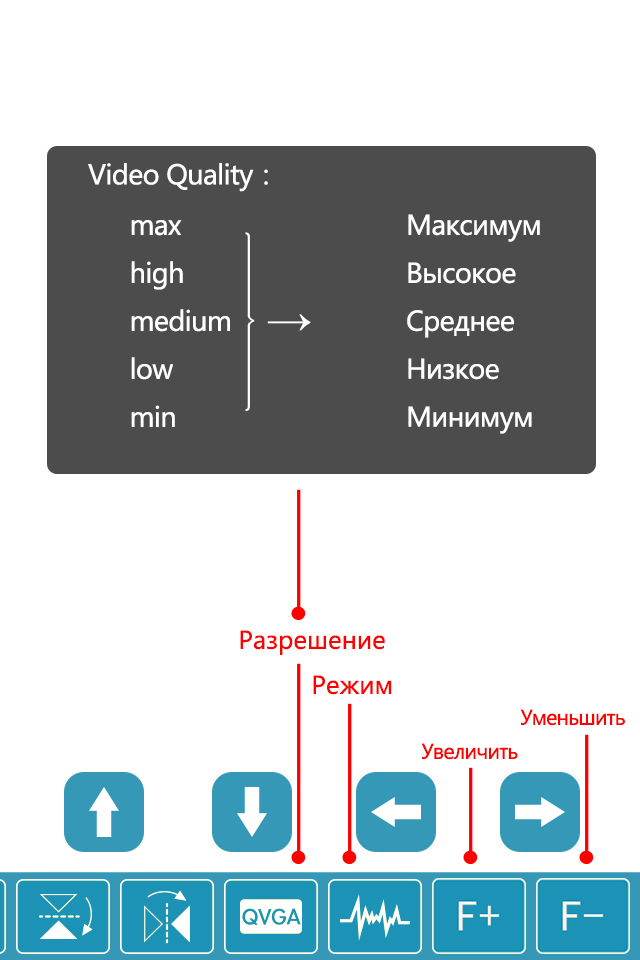 Video Quality :
max Максимум
high Высокое
medium → Среднее
low Низкое
min Минимум
Разрешение
Режим
Уменьшить
Увеличить
QVGA F+ F−